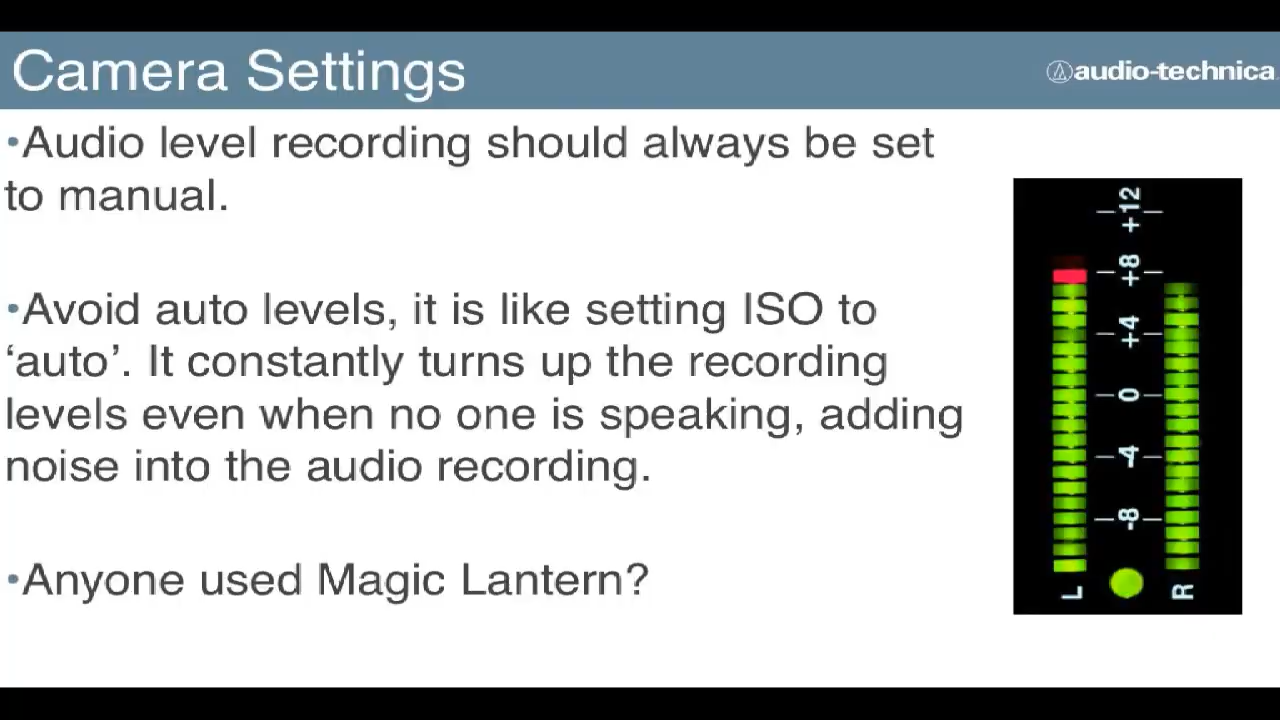 Camera Settings
audio-technica
•Audio level recording should always be set
to manual.
•Avoid auto levels, it is like setting ISO to
‘auto’. It constantly turns up the recording
levels even when no one is speaking, adding
noise into the audio recording.
•Anyone used Magic Lantern?
+12
+8
+4
0
-4
-8
L
R